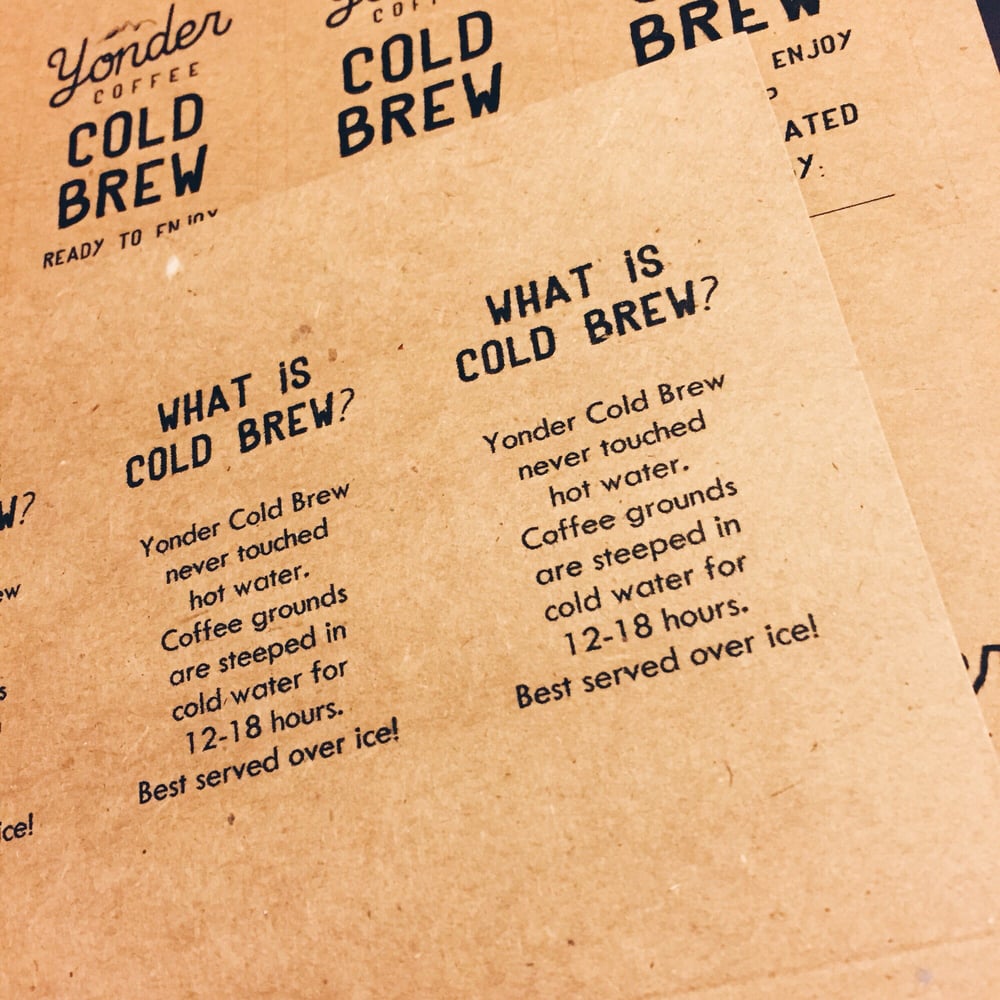 Yonder
COFFEE
COLD
BREW
READY TO ENJOY
COLD
BREW
BREW
ENJOY
ATED
Y:
WHAT iS
COLD BREW?
Yonder Cold Brew
never touched
hot water.
Coffee grounds
are steeped in
cold water for
12-18 hours.
Best served over ice!
WHAT iS
COLD BREW?
Yonder Cold Brew
never touched
hot water.
Coffee grounds
are steeped in
cold water for
12-18 hours.
Best served over ice!
W?
ew
s
ice!